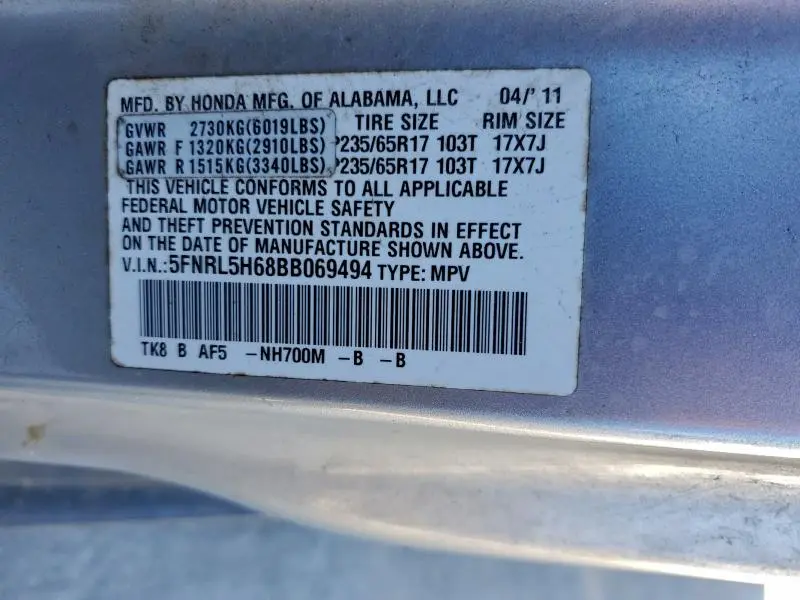 MFD. BY HONDA MFG. OF ALABAMA, LLC 04/' 11
GVWR 2730KG(6019LBS) TIRE SIZE RIM SIZE
GAWR F 1320KG(2910LBS) P235/65R17 103T 17X7J
GAWR R 1515KG(3340LBS) P235/65R17 103T 17X7J
THIS VEHICLE CONFORMS TO ALL APPLICABLE
FEDERAL MOTOR VEHICLE SAFETY
AND THEFT PREVENTION STANDARDS IN EFFECT
ON THE DATE OF MANUFACTURE SHOWN ABOVE.
V.I.N.:5FNRL5H68BB069494 TYPE: MPV
TK8 B AF5 -NH700M -B -B